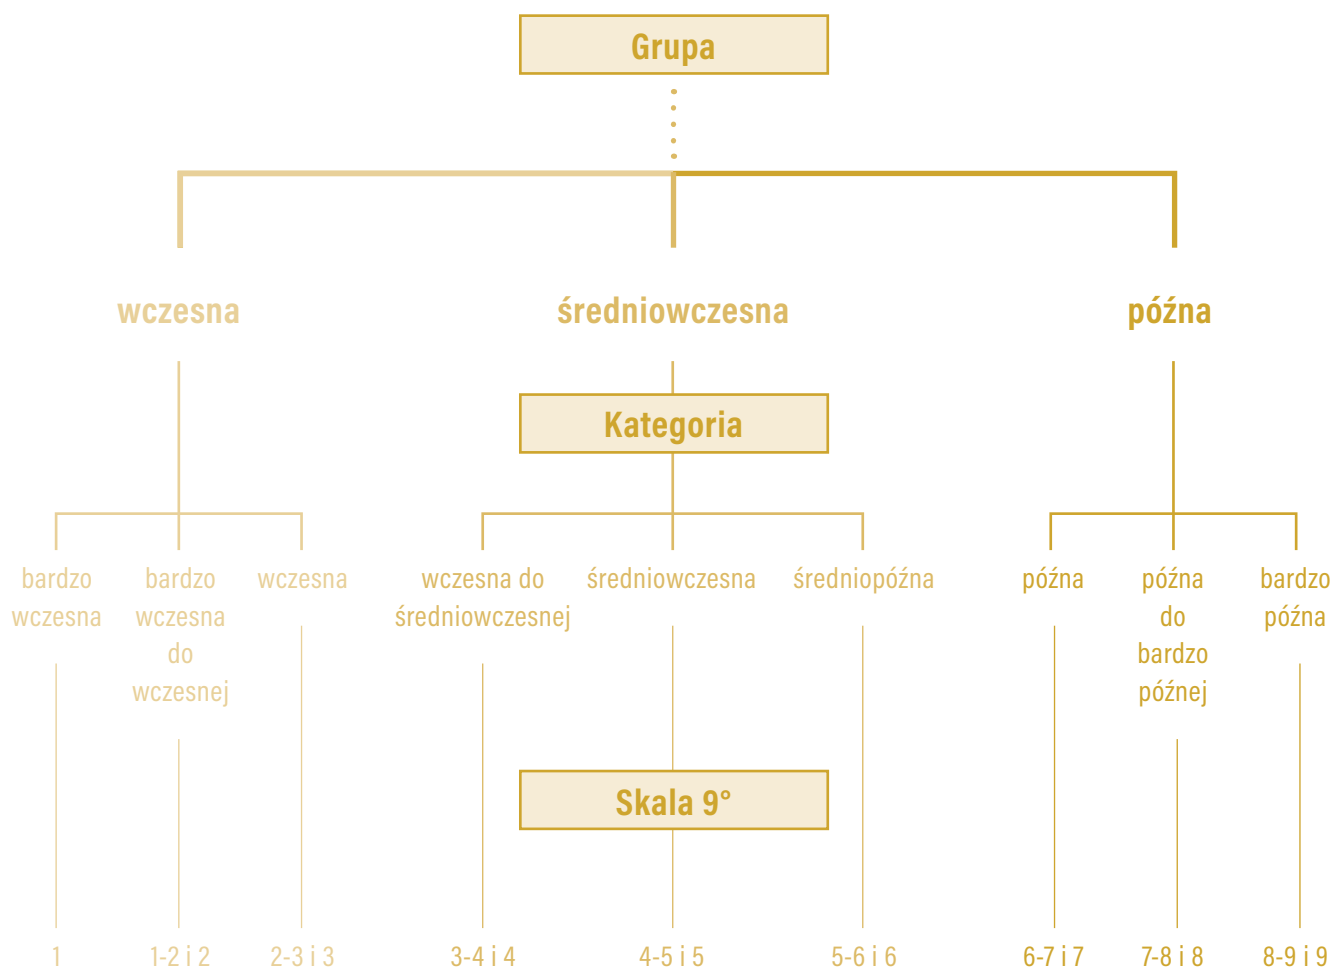 Grupa
wczesna
średniowczesna
późna
Kategoria
bardzo
wczesna
bardzo
wczesna
do
wczesnej
wczesna
wczesna do
średniowczesnej
średniowczesna
średniopóźna
późna
późna
do
bardzo
późnej
bardzo
późna
Skala 9°
1
1-2 i 2
2-3 i 3
3-4 i 4
4-5 i 5
5-6 i 6
6-7 i 7
7-8 i 8
8-9 i 9